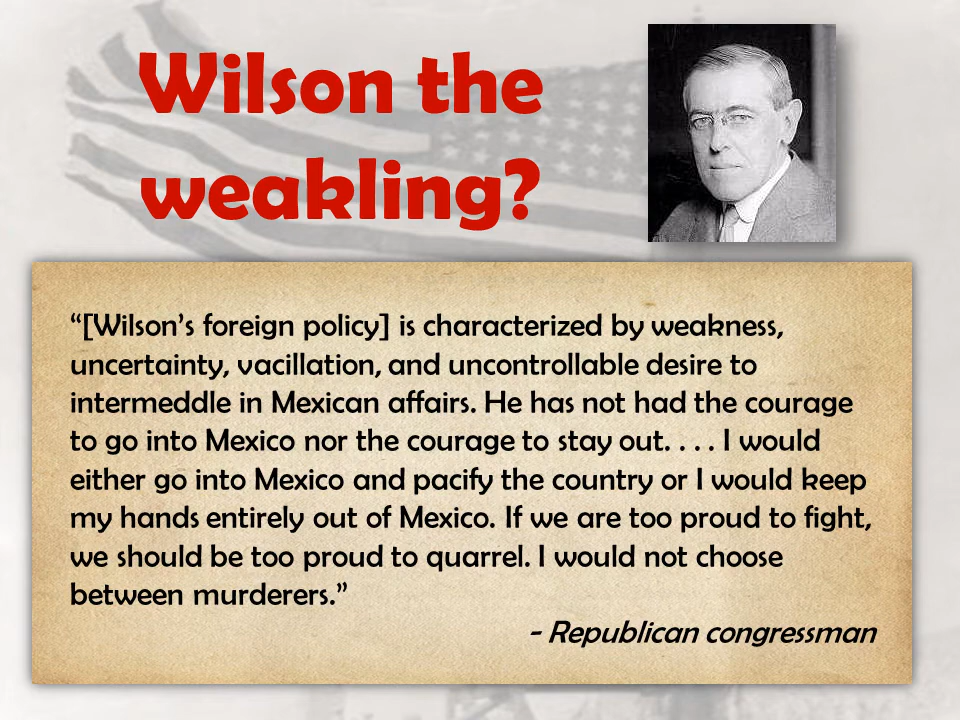 Wilson the
weakling?
“[Wilson’s foreign policy] is characterized by weakness,
uncertainty, vacillation, and uncontrollable desire to
intermeddle in Mexican affairs. He has not had the courage
to go into Mexico nor the courage to stay out. . . . I would
either go into Mexico and pacify the country or I would keep
my hands entirely out of Mexico. If we are too proud to fight,
we should be too proud to quarrel. I would not choose
between murderers.”
- Republican congressman